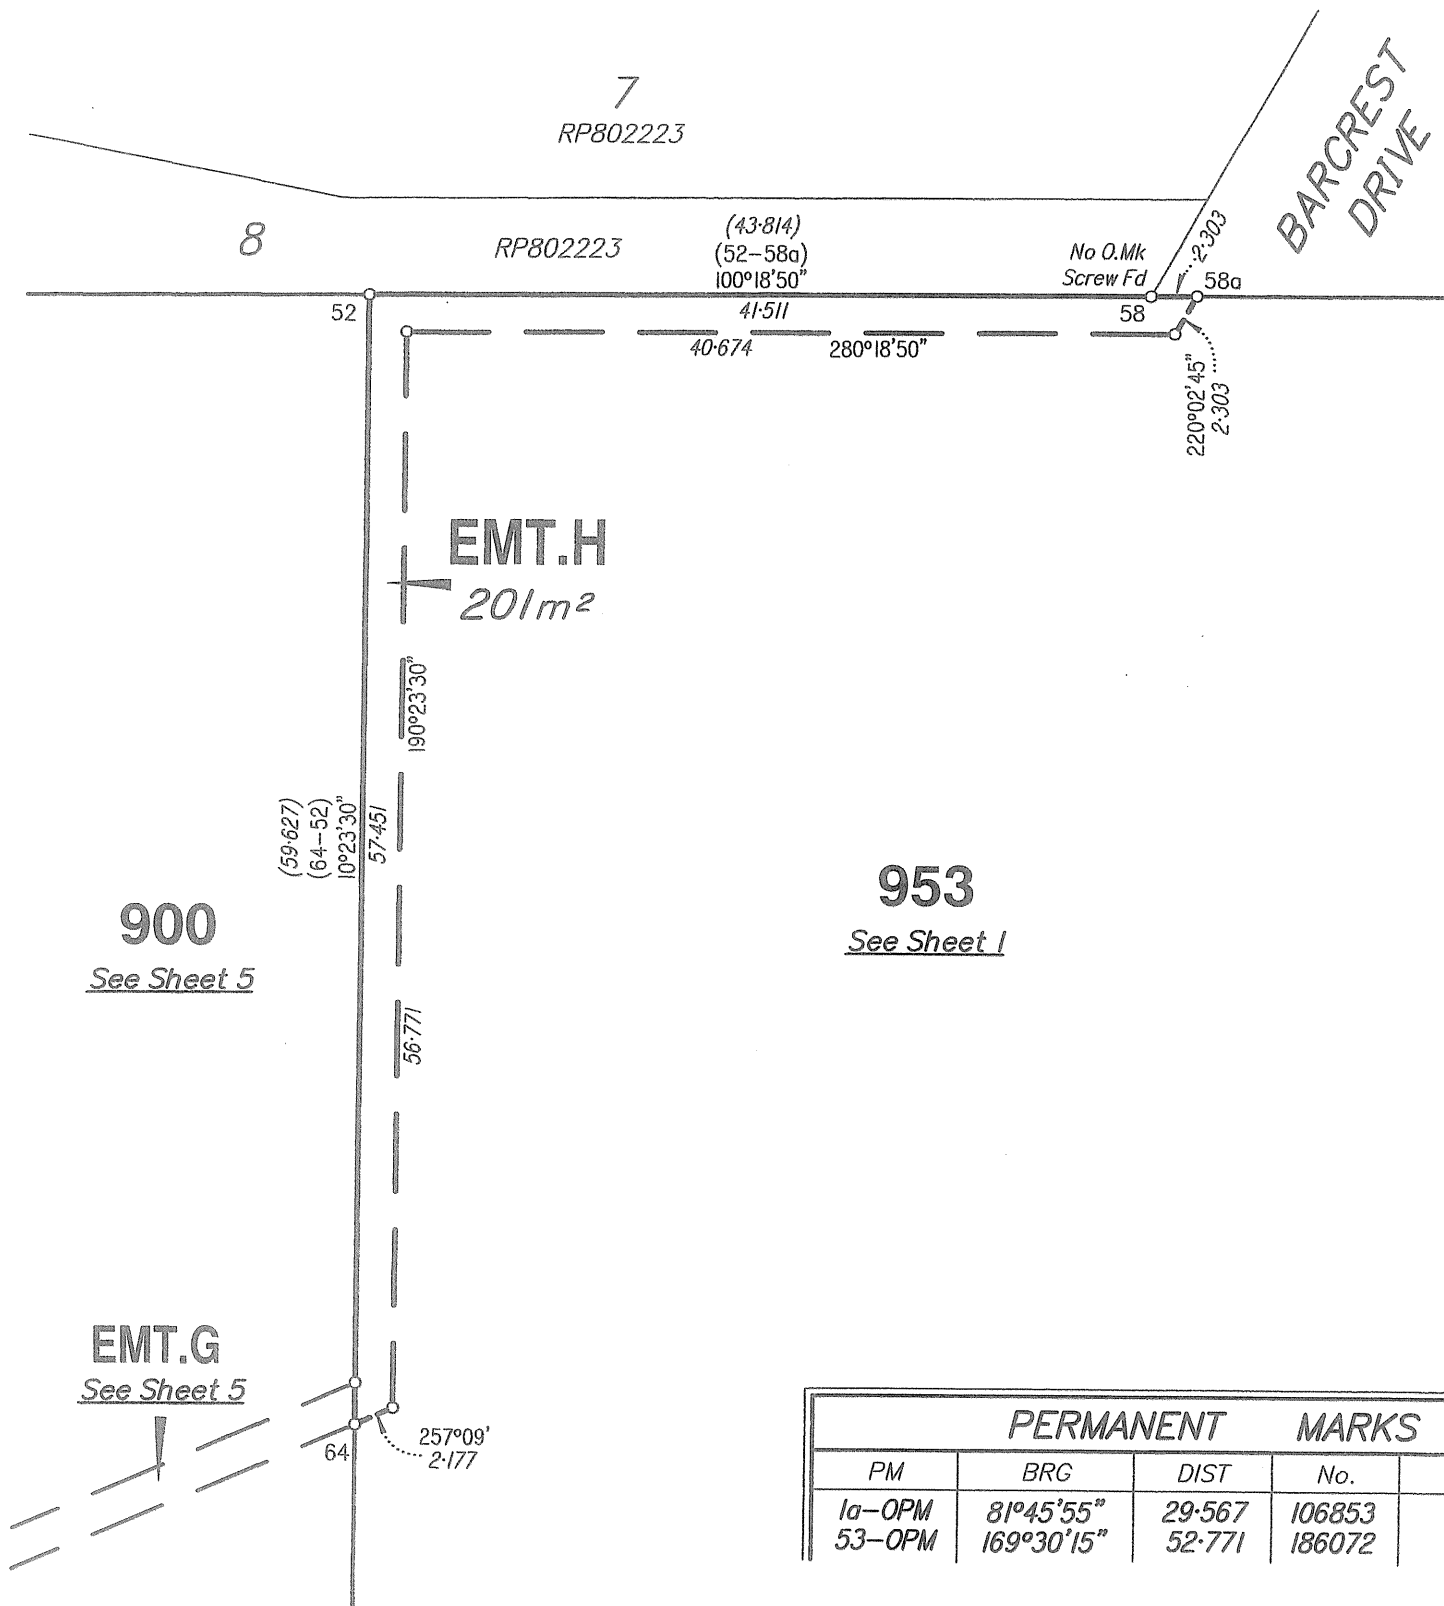 7
RP802223
BARCREST
DRIVE
8
RP802223
(43·814)
(52–58a)
100°18'50"
No O.Mk
Screw Fd
2·303
58a
52
41·511
58
40·674
280°18'50"
220°02'45"
2·303
EMT.H
201m²
190°23'30"
(59·627)
(64–52)
10°23'30"
57·451
900
See Sheet 5
953
See Sheet 1
56·771
EMT.G
See Sheet 5
64
257°09'
2·177
PERMANENT MARKS
PM BRG DIST No.
1a–OPM 81°45'55" 29·567 106853
53–OPM 169°30'15" 52·771 186072